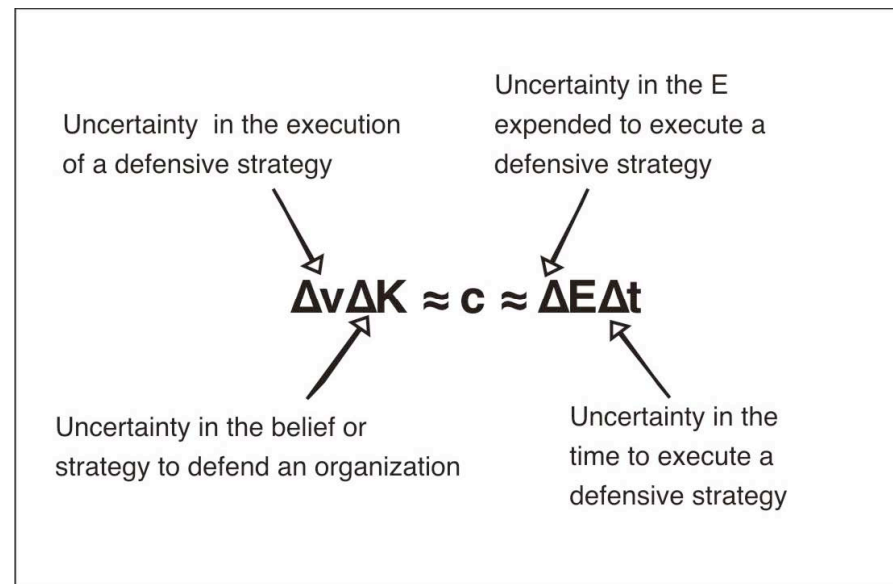 Uncertainty in the execution
of a defensive strategy
Uncertainty in the E
expended to execute a
defensive strategy
ΔvΔK ≈ c ≈ ΔEΔt
Uncertainty in the belief or
strategy to defend an organization
Uncertainty in the
time to execute a
defensive strategy